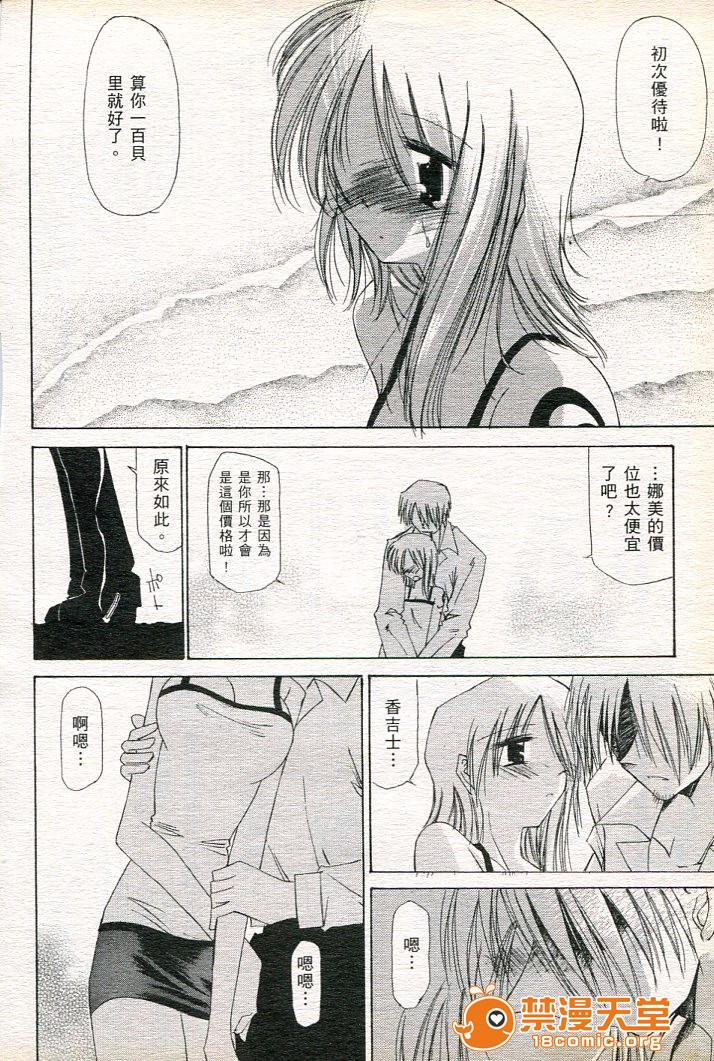 初次優待啦！
算你一百貝
里就好了。
…娜美的價
位也太便宜
了吧？
那…那是因為
是你所以才會
是這個價格啦！
原來如此。
香吉士…
嗯…
啊嗯…
嗯嗯…
禁漫天堂
18comic.org